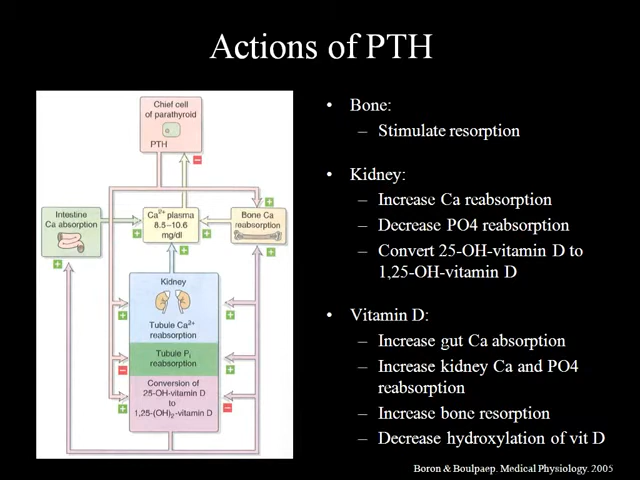 Actions of PTH
Chief cell
of parathyroid
PTH
Intestine
Ca absorption
Ca2+ plasma
8.5–10.6
mg/dl
Bone Ca
reabsorption
Kidney
Tubule Ca2+
reabsorption
Tubule Pi
reabsorption
Conversion of
25-OH-vitamin D
to
1,25-(OH)2-vitamin D
• Bone:
– Stimulate resorption
• Kidney:
– Increase Ca reabsorption
– Decrease PO4 reabsorption
– Convert 25-OH-vitamin D to
1,25-OH-vitamin D
• Vitamin D:
– Increase gut Ca absorption
– Increase kidney Ca and PO4
reabsorption
– Increase bone resorption
– Decrease hydroxylation of vit D
Boron & Boulpaep. Medical Physiology. 2005